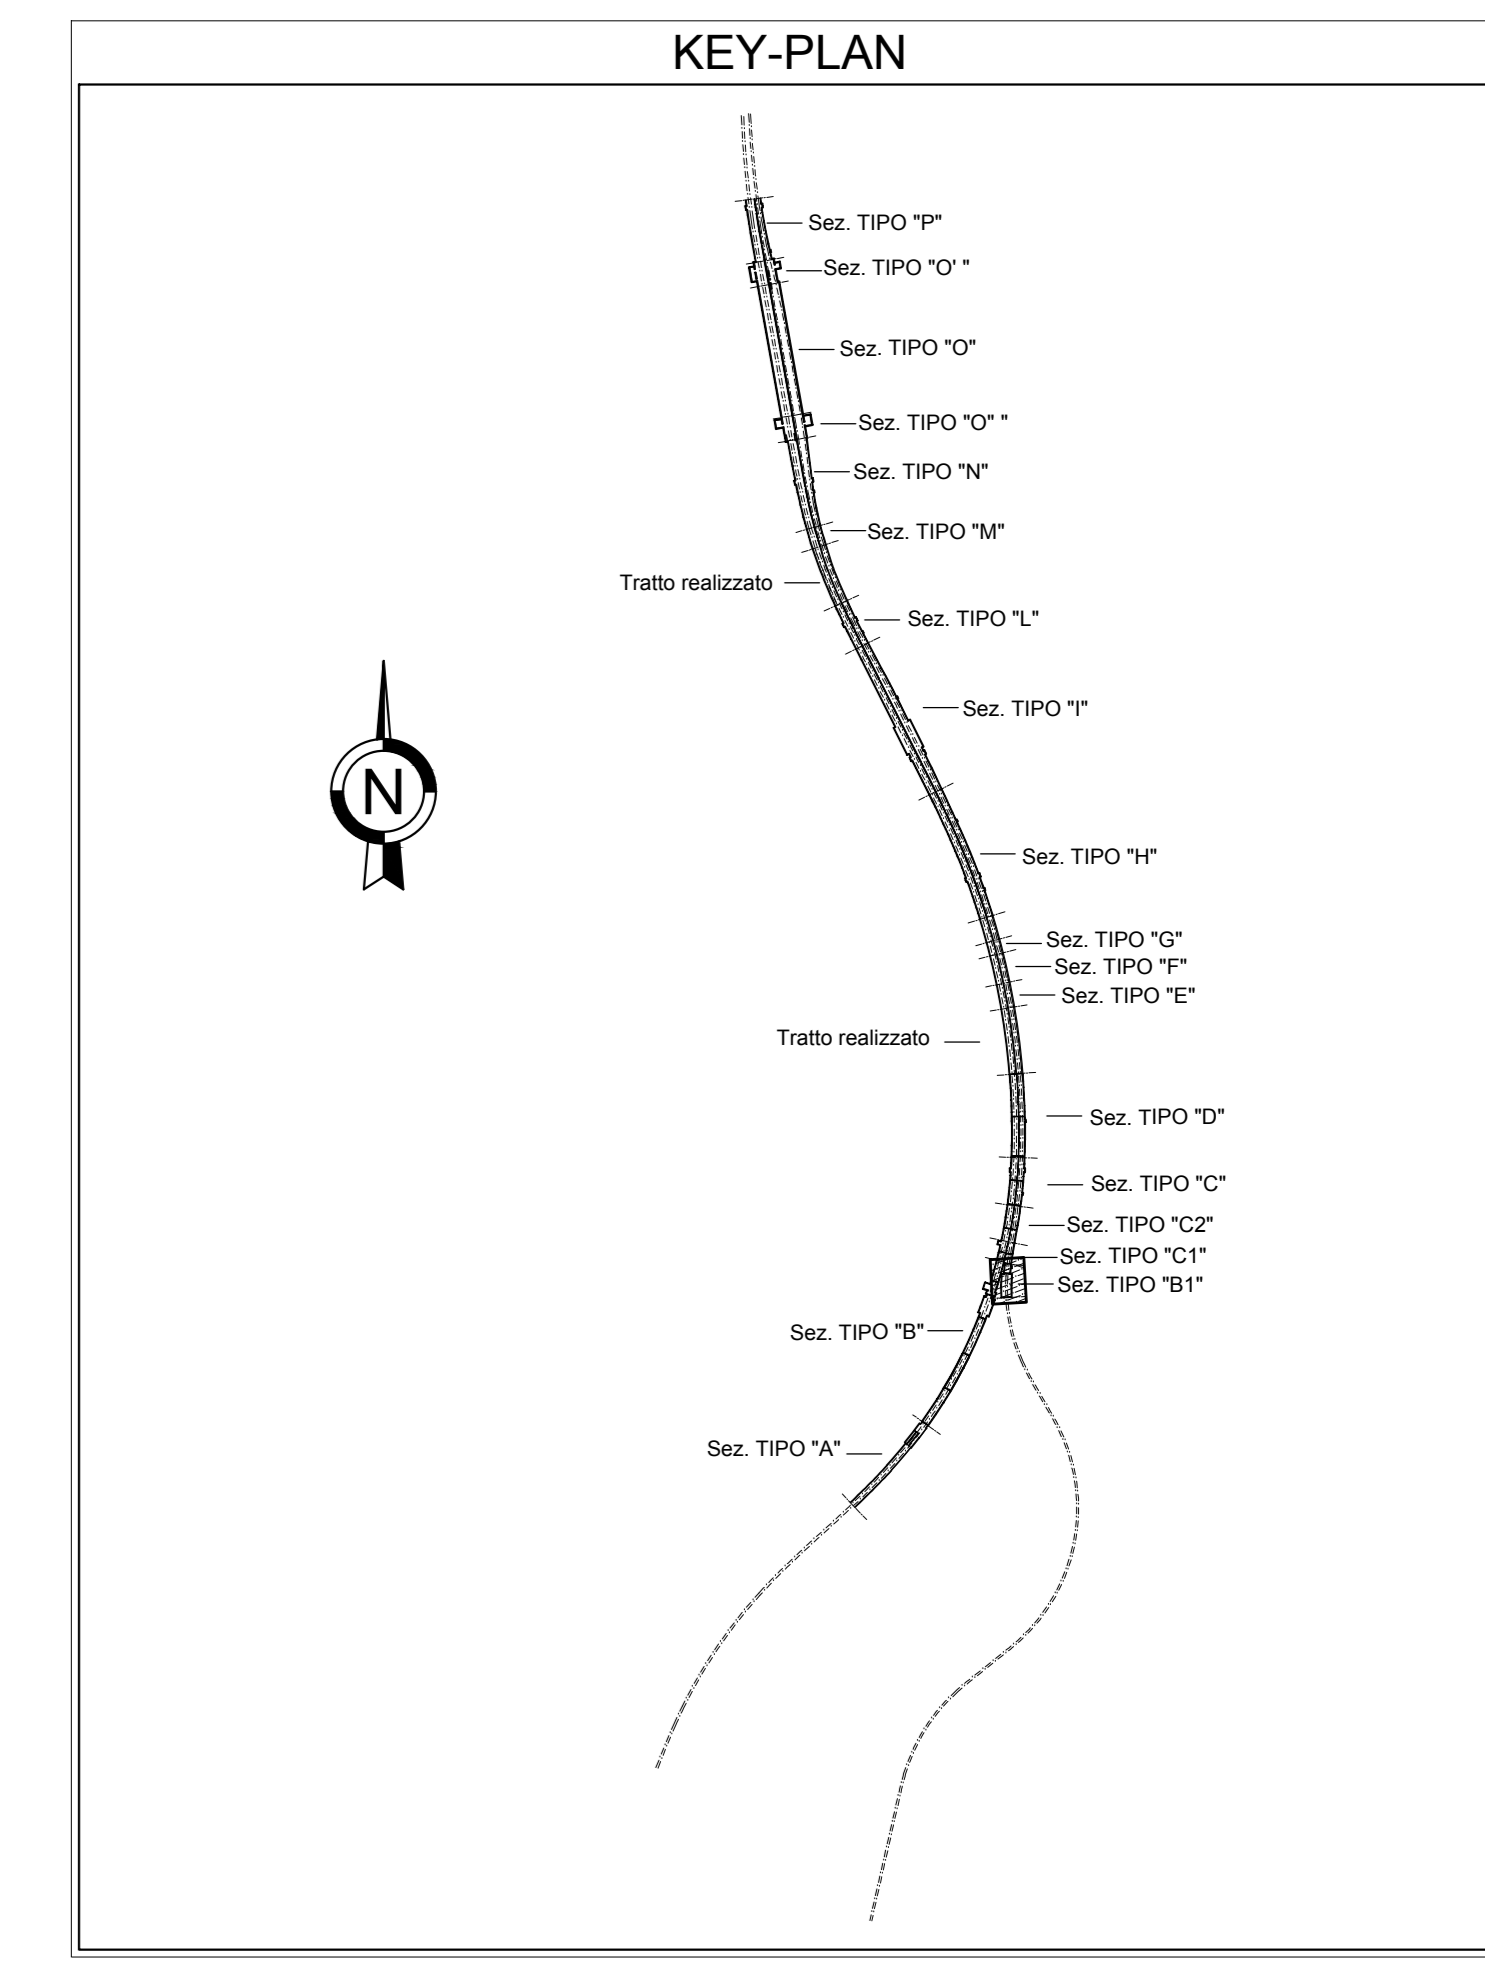 KEY-PLAN
Sez. TIPO "P"
Sez. TIPO "O' "
Sez. TIPO "O"
Sez. TIPO "O" "
Sez. TIPO "N"
Sez. TIPO "M"
Tratto realizzato
Sez. TIPO "L"
Sez. TIPO "I"
N
Sez. TIPO "H"
Sez. TIPO "G"
Sez. TIPO "F"
Sez. TIPO "E"
Tratto realizzato
Sez. TIPO "D"
Sez. TIPO "C"
Sez. TIPO "C2"
Sez. TIPO "C1"
Sez. TIPO "B1"
Sez. TIPO "B"
Sez. TIPO "A"